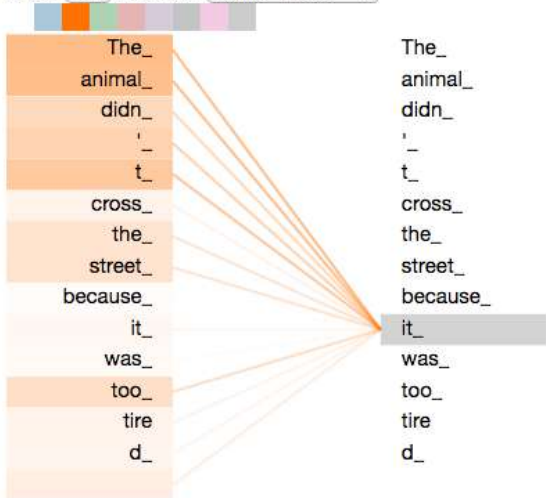 The_ The_
animal_ animal_
didn_ didn_
'_ '_
t_ t_
cross_ cross_
the_ the_
street_ street_
because_ because_
it_ it_
was_ was_
too_ too_
tire tire
d_ d_